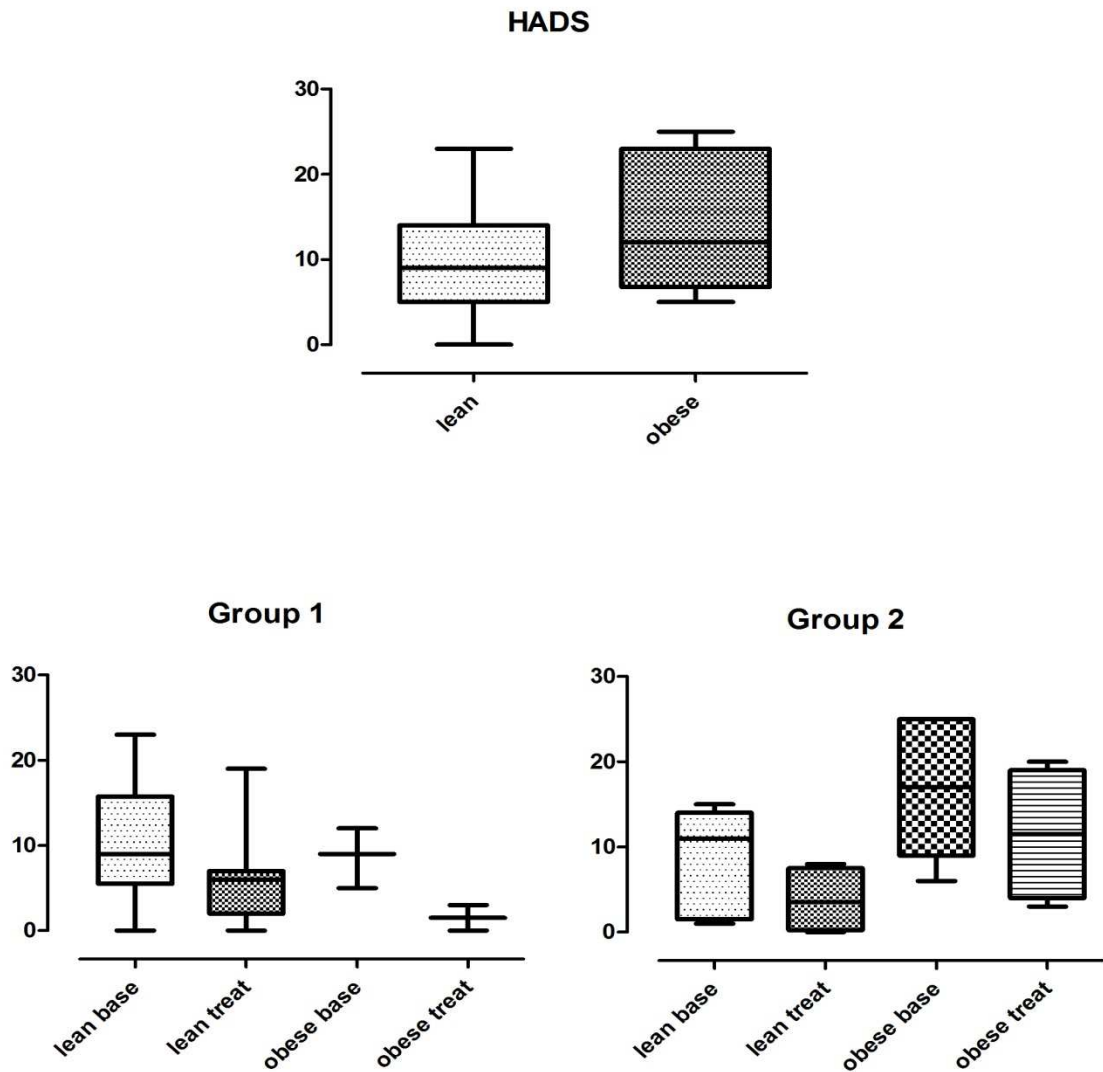 HADS
30
20
10
0
lean
obese
Group 1
30
20
10
0
lean base
lean treat
obese base
obese treat
Group 2
30
20
10
0
lean base
lean treat
obese base
obese treat